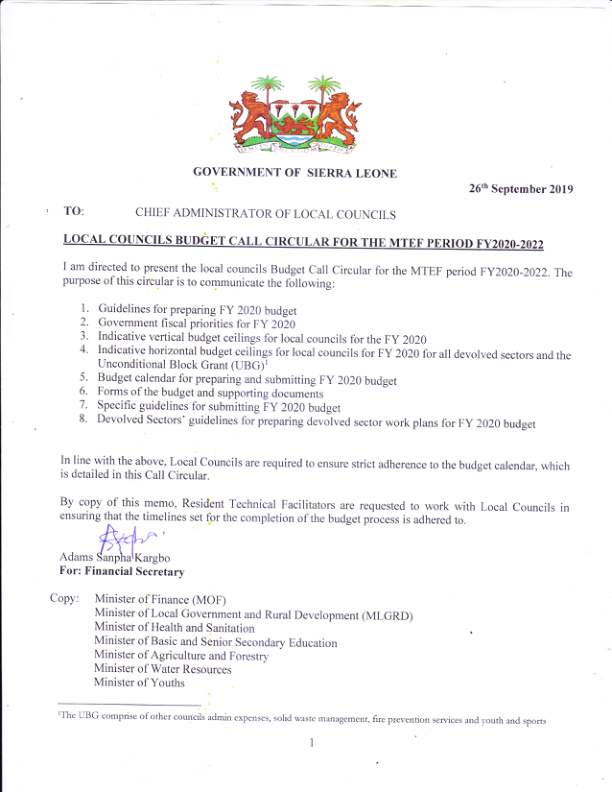 GOVERNMENT OF SIERRA LEONE
26th September 2019
TO: CHIEF ADMINISTRATOR OF LOCAL COUNCILS
LOCAL COUNCILS BUDGET CALL CIRCULAR FOR THE MTEF PERIOD FY2020-2022
I am directed to present the local councils Budget Call Circular for the MTEF period FY2020-2022. The
purpose of this circular is to communicate the following:
1. Guidelines for preparing FY 2020 budget
2. Government fiscal priorities for FY 2020
3. Indicative vertical budget ceilings for local councils for the FY 2020
4. Indicative horizontal budget ceilings for local councils for FY 2020 for all devolved sectors and the
Unconditional Block Grant (UBG)1
5. Budget calendar for preparing and submitting FY 2020 budget
6. Forms of the budget and supporting documents
7. Specific guidelines for submitting FY 2020 budget
8. Devolved Sectors' guidelines for preparing devolved sector work plans for FY 2020 budget
In line with the above, Local Councils are required to ensure strict adherence to the budget calendar, which
is detailed in this Call Circular.
By copy of this memo, Resident Technical Facilitators are requested to work with Local Councils in
ensuring that the timelines set for the completion of the budget process is adhered to.
Adams Sanpha Kargbo
For: Financial Secretary
Copy: Minister of Finance (MOF)
Minister of Local Government and Rural Development (MLGRD)
Minister of Health and Sanitation
Minister of Basic and Senior Secondary Education
Minister of Agriculture and Forestry
Minister of Water Resources
Minister of Youths
1The UBG comprise of other councils admin expenses, solid waste management, fire prevention services and youth and sports
1